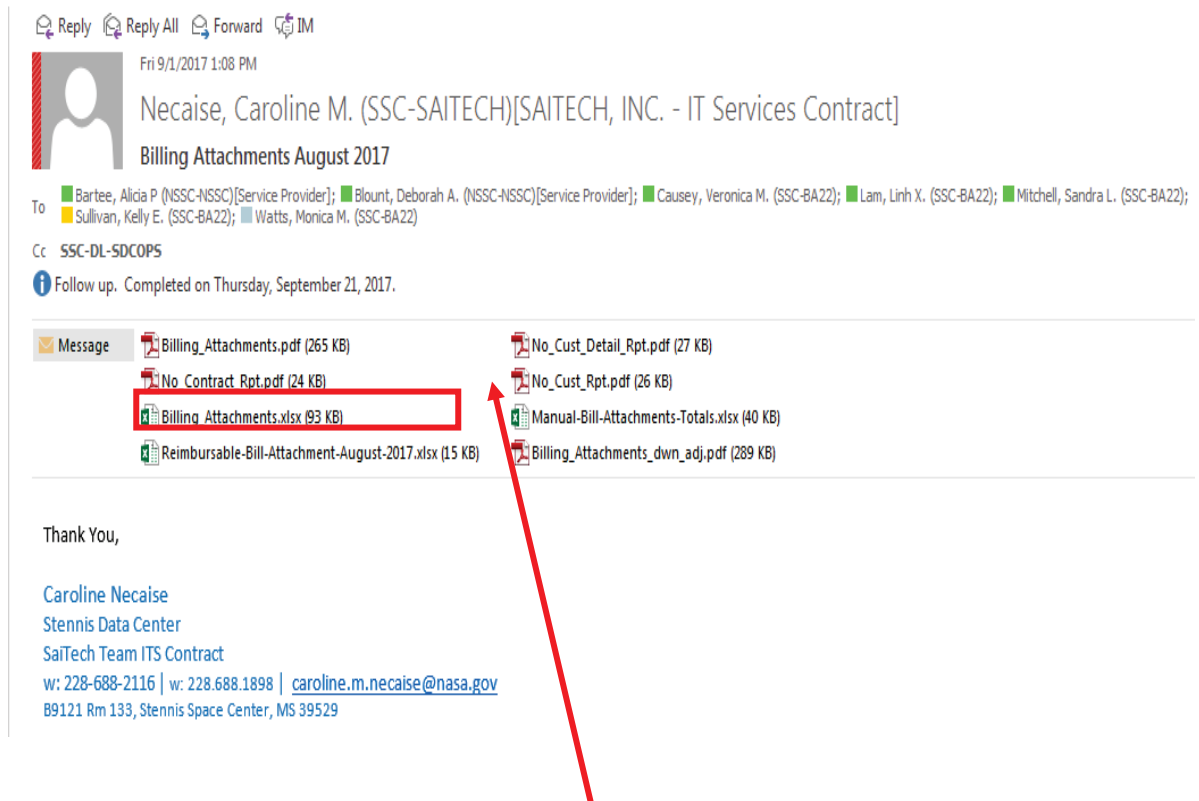 Reply Reply All Forward IM
Fri 9/1/2017 1:08 PM
Necaise, Caroline M. (SSC-SAITECH)[SAITECH, INC. - IT Services Contract]
Billing Attachments August 2017
To Bartee, Alicia P (NSSC-NSSC)[Service Provider]; Blount, Deborah A. (NSSC-NSSC)[Service Provider]; Causey, Veronica M. (SSC-BA22); Lam, Linh X. (SSC-BA22); Mitchell, Sandra L. (SSC-BA22);
Sullivan, Kelly E. (SSC-BA22); Watts, Monica M. (SSC-BA22)
Cc SSC-DL-SDCOPS
Follow up. Completed on Thursday, September 21, 2017.
Message Billing_Attachments.pdf (265 KB) No_Cust_Detail_Rpt.pdf (27 KB)
No_Contract_Rpt.pdf (24 KB) No_Cust_Rpt.pdf (26 KB)
Billing_Attachments.xlsx (93 KB) Manual-Bill-Attachments-Totals.xlsx (40 KB)
Reimbursable-Bill-Attachment-August-2017.xlsx (15 KB) Billing_Attachments_dwn_adj.pdf (289 KB)
Thank You,
Caroline Necaise
Stennis Data Center
SaiTech Team ITS Contract
w: 228-688-2116 | w: 228.688.1898 | caroline.m.necaise@nasa.gov
B9121 Rm 133, Stennis Space Center, MS 39529